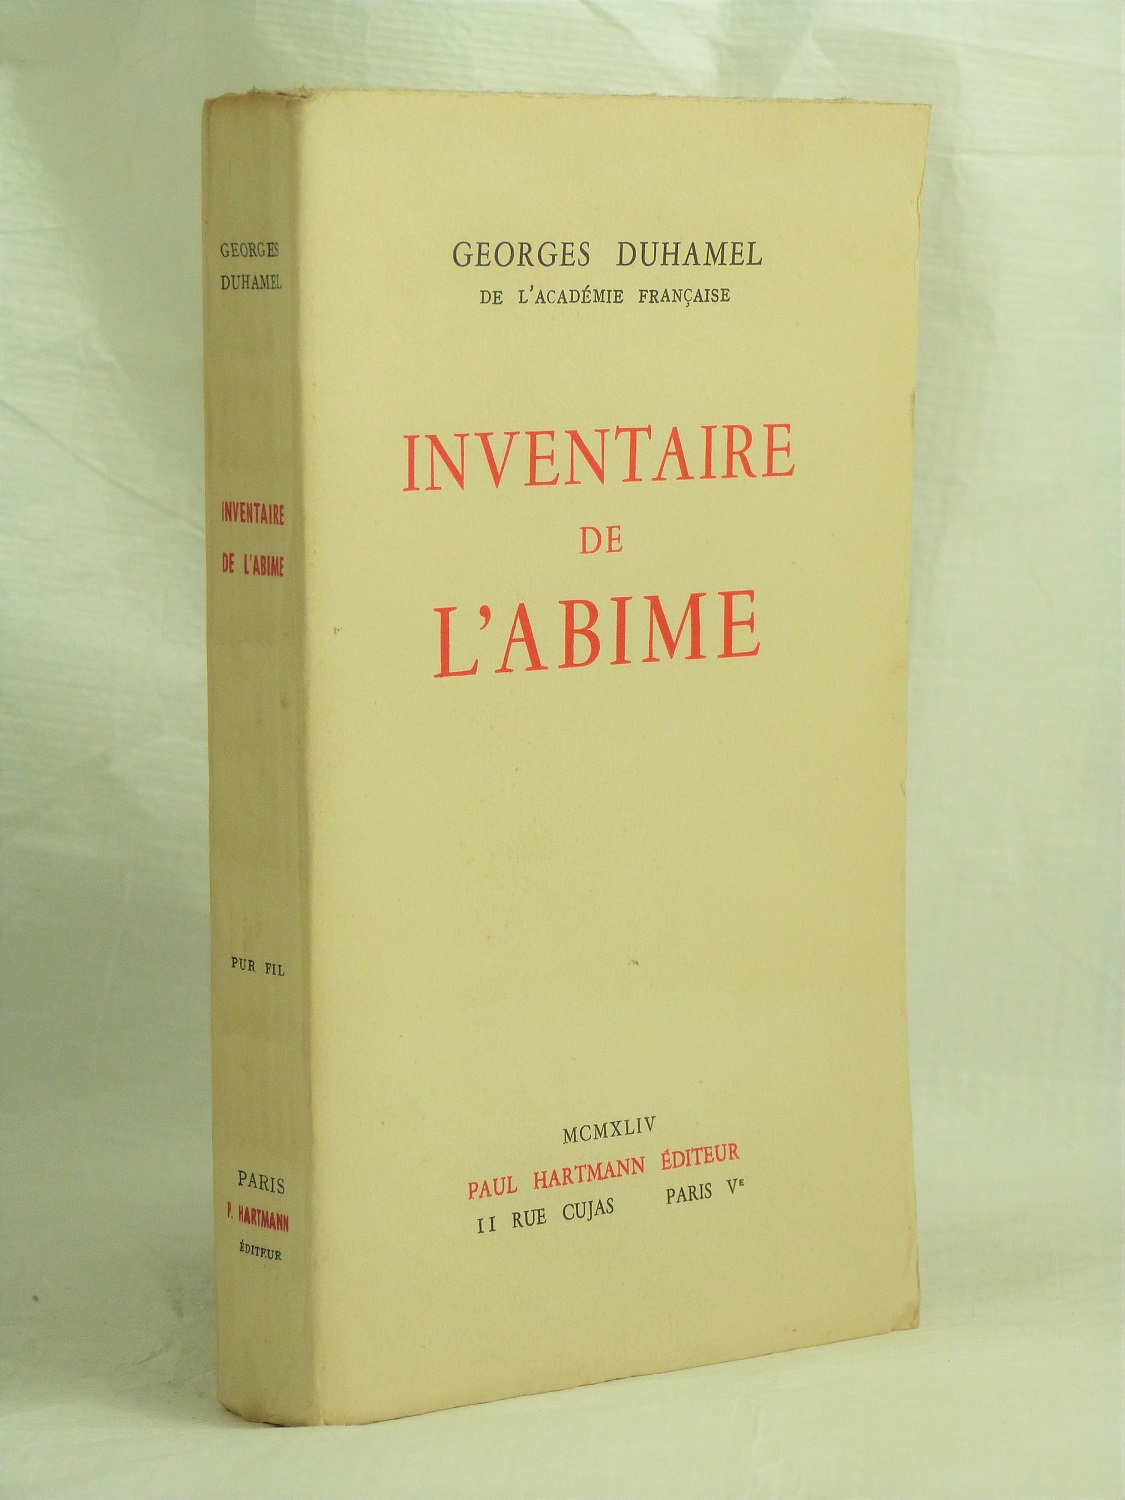 GEORGES
DUHAMEL
INVENTAIRE
DE L'ABIME
PUR FIL
PARIS
P. HARTMANN
ÉDITEUR
GEORGES DUHAMEL
DE L'ACADÉMIE FRANÇAISE
INVENTAIRE
DE
L'ABIME
MCMXLIV
PAUL HARTMANN ÉDITEUR
11 RUE CUJAS PARIS Vᴱ